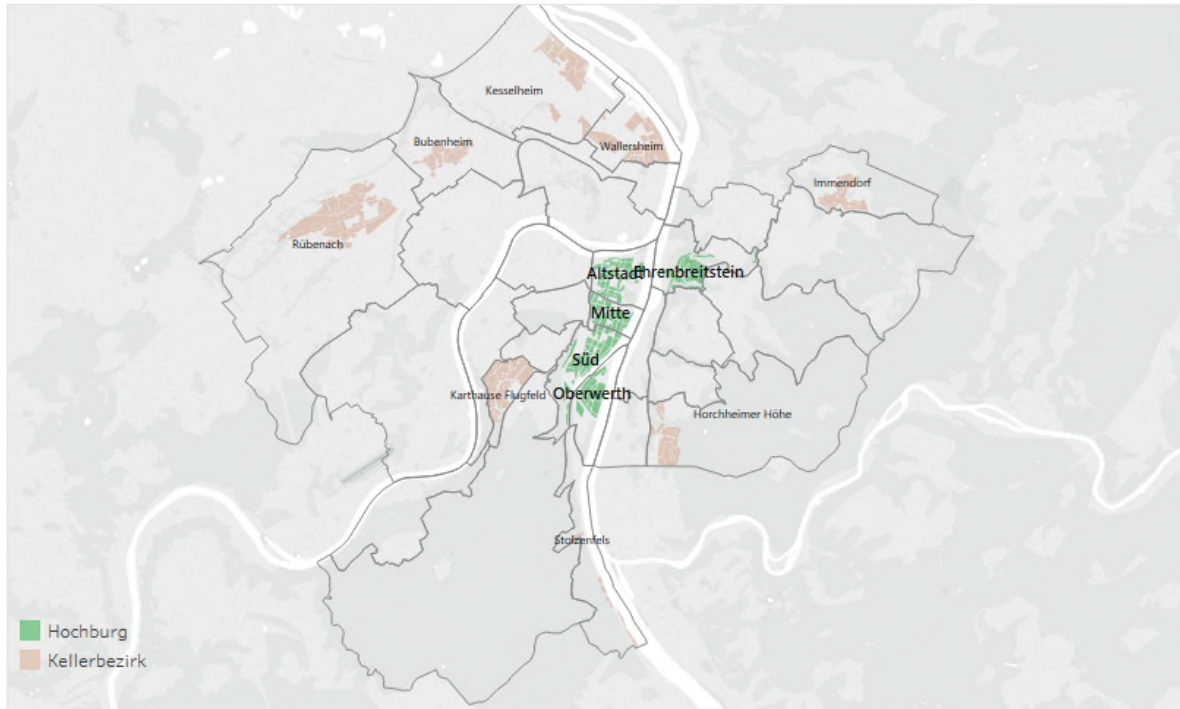 Kesselheim
Bubenheim
Wallersheim
Immendorf
Rübenach
Altstadt
Ehrenbreitstein
Mitte
Süd
Karthause Flugfeld
Oberwerth
Horchheimer Höhe
Stolzenfels
Hochburg
Kellerbezirk